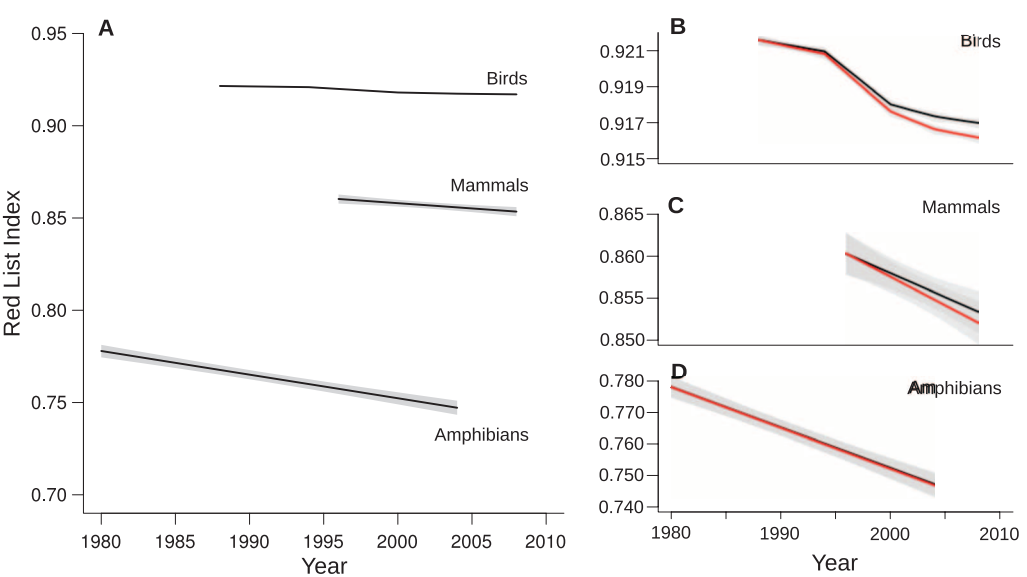 A
0.95
0.90
0.85
0.80
0.75
0.70
Red List Index
Birds
Mammals
Amphibians
1980 1985 1990 1995 2000 2005 2010
Year
B
Birds
0.921
0.919
0.917
0.915
C
Mammals
0.865
0.860
0.855
0.850
D
Amphibians
0.780
0.770
0.760
0.750
0.740
1980 1990 2000 2010
Year